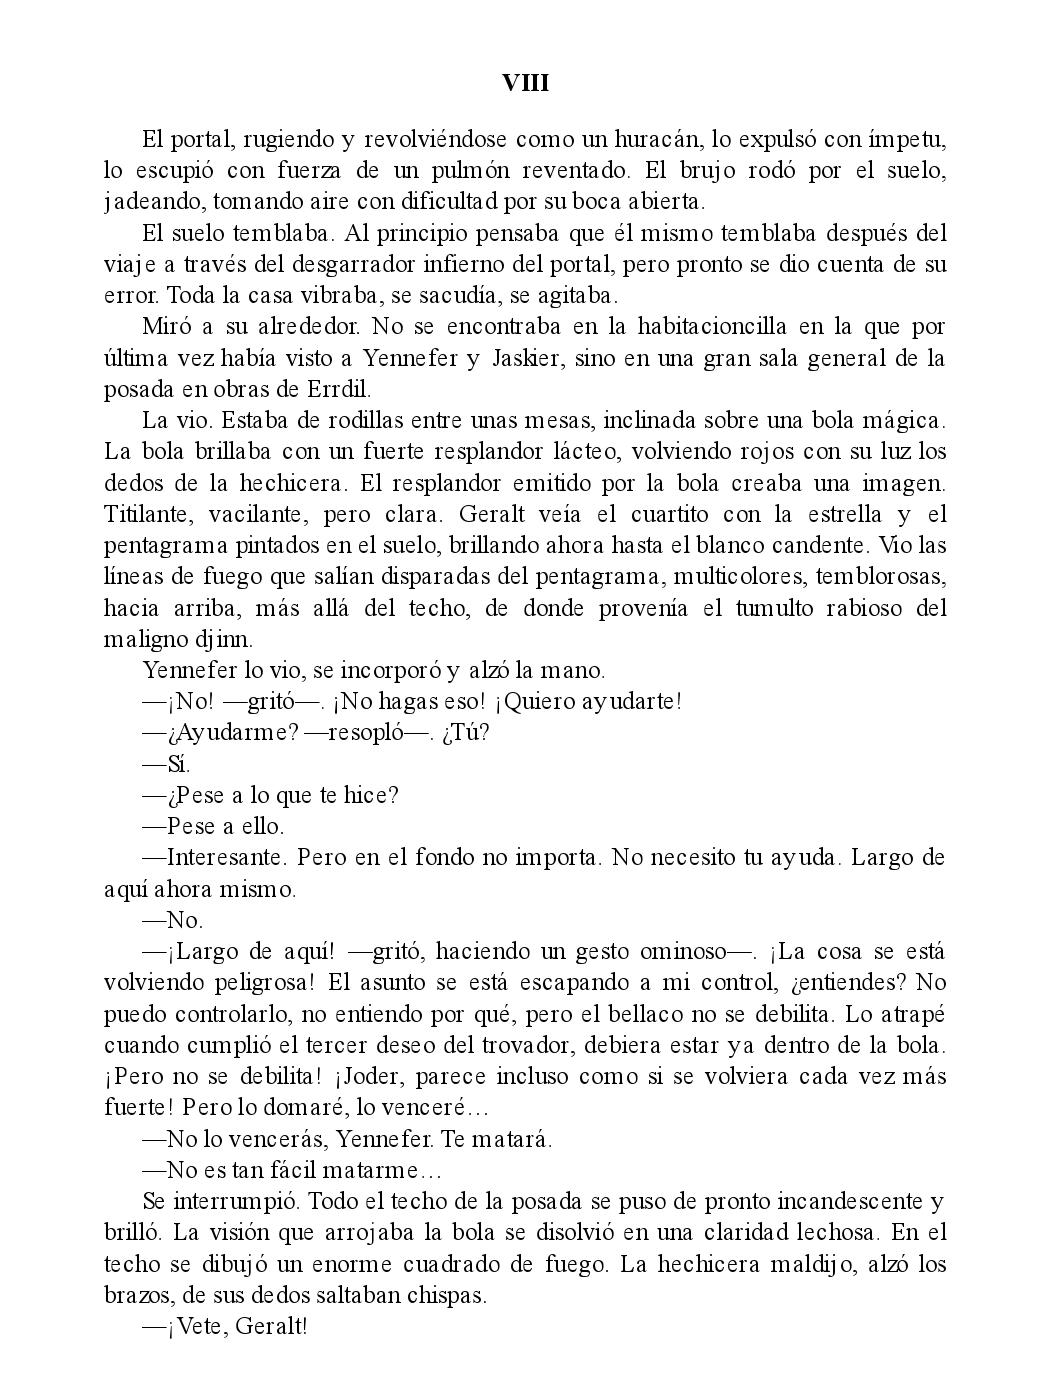 VIII
El portal, rugiendo y revolviéndose como un huracán, lo expulsó con ímpetu,
lo escupió con fuerza de un pulmón reventado. El brujo rodó por el suelo,
jadeando, tomando aire con dificultad por su boca abierta.
El suelo temblaba. Al principio pensaba que él mismo temblaba después del
viaje a través del desgarrador infierno del portal, pero pronto se dio cuenta de su
error. Toda la casa vibraba, se sacudía, se agitaba.
Miró a su alrededor. No se encontraba en la habitacioncilla en la que por
última vez había visto a Yennefer y Jaskier, sino en una gran sala general de la
posada en obras de Errdil.
La vio. Estaba de rodillas entre unas mesas, inclinada sobre una bola mágica.
La bola brillaba con un fuerte resplandor lácteo, volviendo rojos con su luz los
dedos de la hechicera. El resplandor emitido por la bola creaba una imagen.
Titilante, vacilante, pero clara. Geralt veía el cuartito con la estrella y el
pentagrama pintados en el suelo, brillando ahora hasta el blanco candente. Vio las
líneas de fuego que salían disparadas del pentagrama, multicolores, temblorosas,
hacia arriba, más allá del techo, de donde provenía el tumulto rabioso del
maligno djinn.
Yennefer lo vio, se incorporó y alzó la mano.
—¡No! —gritó—. ¡No hagas eso! ¡Quiero ayudarte!
—¿Ayudarme? —resopló—. ¿Tú?
—Sí.
—¿Pese a lo que te hice?
—Pese a ello.
—Interesante. Pero en el fondo no importa. No necesito tu ayuda. Largo de
aquí ahora mismo.
—No.
—¡Largo de aquí! —gritó, haciendo un gesto ominoso—. ¡La cosa se está
volviendo peligrosa! El asunto se está escapando a mi control, ¿entiendes? No
puedo controlarlo, no entiendo por qué, pero el bellaco no se debilita. Lo atrapé
cuando cumplió el tercer deseo del trovador, debiera estar ya dentro de la bola.
¡Pero no se debilita! ¡Joder, parece incluso como si se volviera cada vez más
fuerte! Pero lo domaré, lo venceré…
—No lo vencerás, Yennefer. Te matará.
—No es tan fácil matarme…
Se interrumpió. Todo el techo de la posada se puso de pronto incandescente y
brilló. La visión que arrojaba la bola se disolvió en una claridad lechosa. En el
techo se dibujó un enorme cuadrado de fuego. La hechicera maldijo, alzó los
brazos, de sus dedos saltaban chispas.
—¡Vete, Geralt!